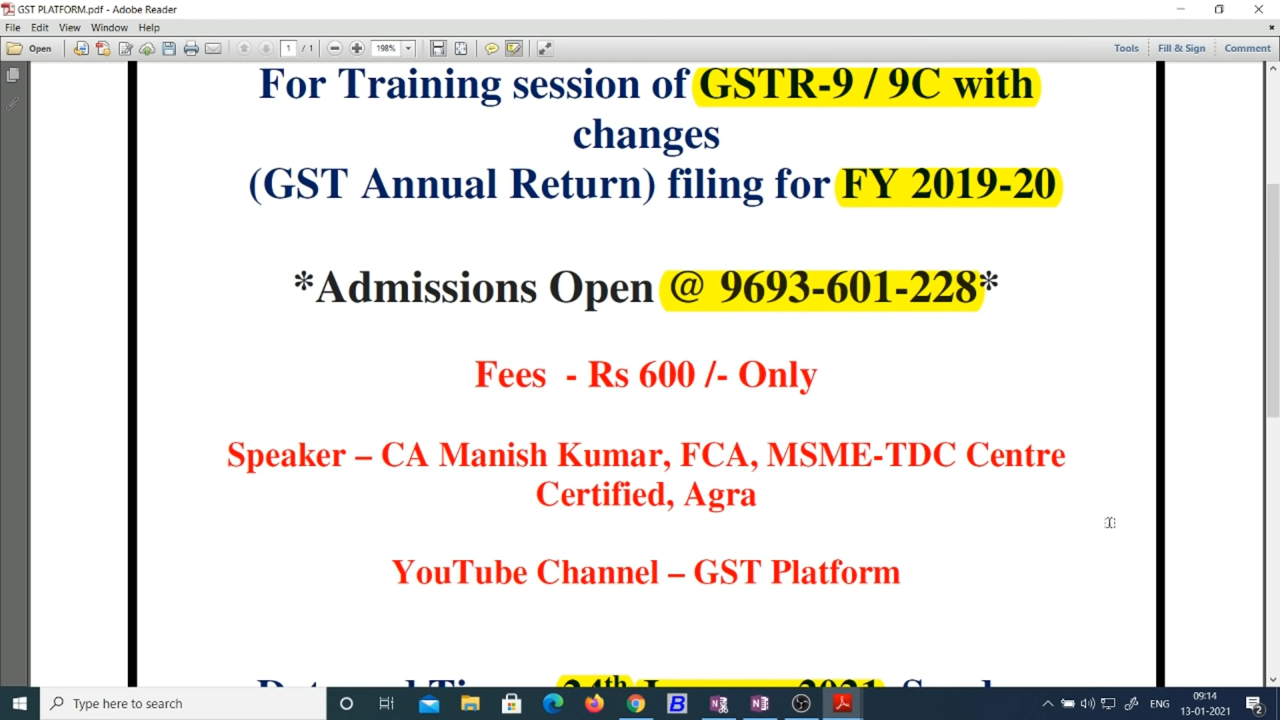 GST PLATFORM.pdf - Adobe Reader
File Edit View Window Help
Open 1 / 1 198% Tools Fill & Sign Comment
For Training session of GSTR-9 / 9C with
changes
(GST Annual Return) filing for FY 2019-20
*Admissions Open @ 9693-601-228*
Fees - Rs 600 /- Only
Speaker – CA Manish Kumar, FCA, MSME-TDC Centre
Certified, Agra
YouTube Channel – GST Platform
Type here to search
ENG
09:14
13-01-2021
2